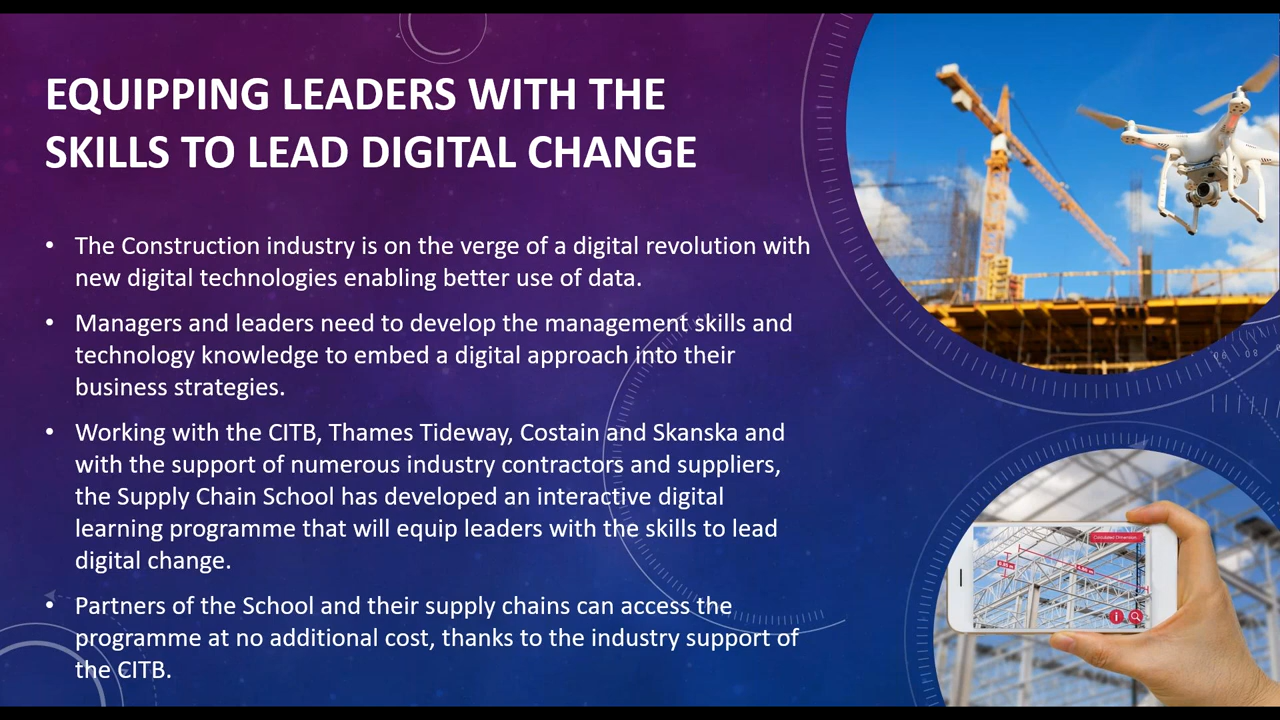 EQUIPPING LEADERS WITH THE
SKILLS TO LEAD DIGITAL CHANGE
• The Construction industry is on the verge of a digital revolution with
new digital technologies enabling better use of data.
• Managers and leaders need to develop the management skills and
technology knowledge to embed a digital approach into their
business strategies.
• Working with the CITB, Thames Tideway, Costain and Skanska and
with the support of numerous industry contractors and suppliers,
the Supply Chain School has developed an interactive digital
learning programme that will equip leaders with the skills to lead
digital change.
• Partners of the School and their supply chains can access the
programme at no additional cost, thanks to the industry support of
the CITB.
Calculated Dimension